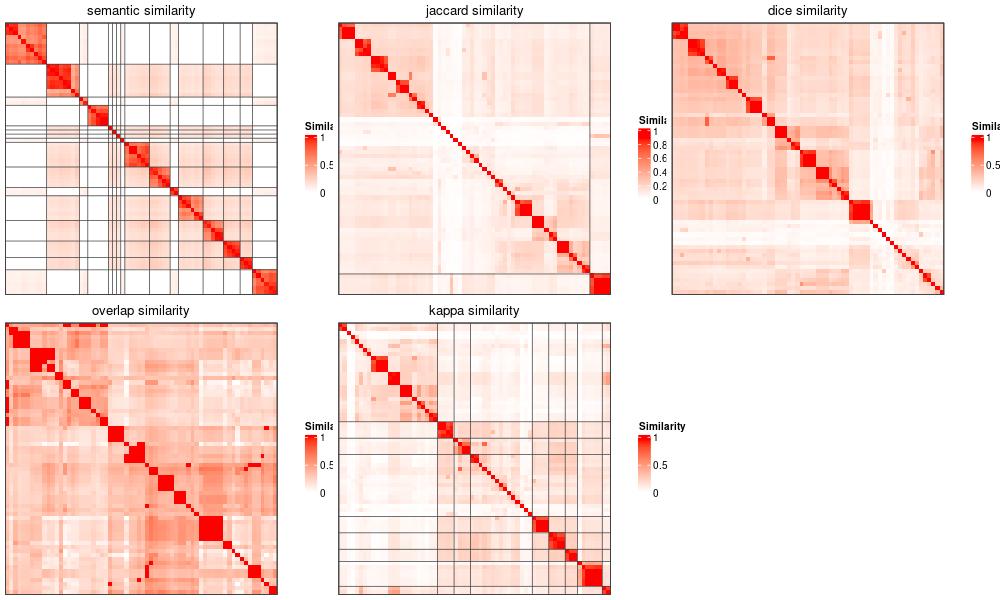 semantic similarity
jaccard similarity
dice similarity
Simila
1
0.5
0
Simila
1
0.8
0.6
0.4
0.2
0
Simila
1
0.5
0
overlap similarity
kappa similarity
Simila
1
0.5
0
Similarity
1
0.5
0